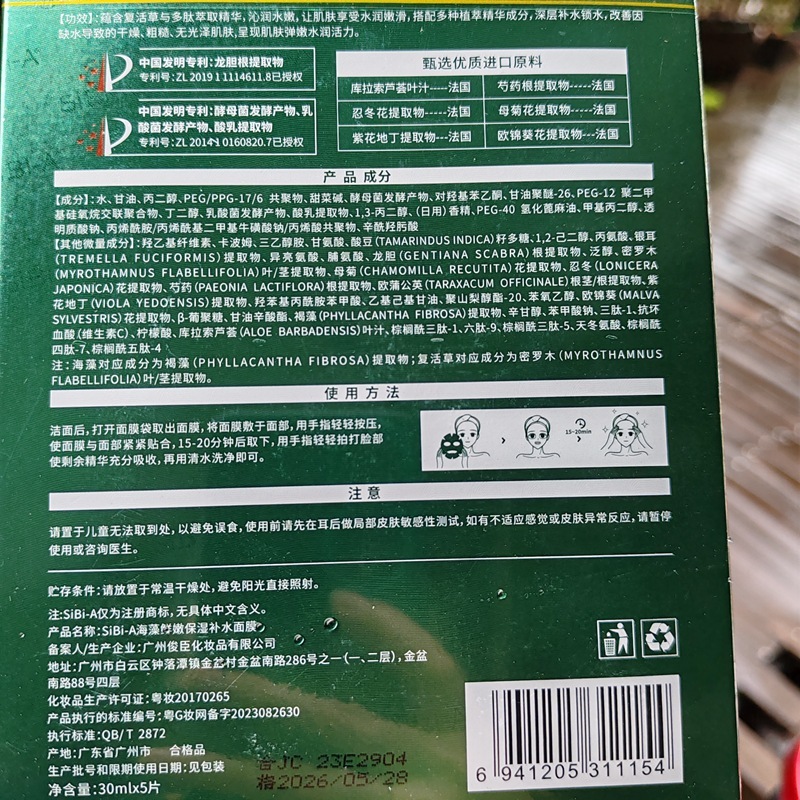 【功效】:蕴含复活草与多肽萃取精华,沁润水嫩,让肌肤享受水润嫩滑,搭配多种植萃精华成分,深层补水锁水,改善因
缺水导致的干燥、粗糙、无光泽肌肤,呈现肌肤弹嫩水润活力。
中国发明专利:龙胆根提取物
专利号:ZL 2019 1 1114611.8已授权
中国发明专利:酵母菌发酵产物、乳
酸菌发酵产物、酸乳提取物
专利号:ZL 2014 1 0160820.7已授权
甄选优质进口原料
库拉索芦荟叶汁-----法国
芍药根提取物-----法国
忍冬花提取物----法国
母菊花提取物----法国
紫花地丁提取物---法国
欧锦葵花提取物---法国
产 品 成分
【成分】:水、甘油、丙二醇、PEG/PPG-17/6 共聚物、甜菜碱、酵母菌发酵产物、对羟基苯乙酮、甘油聚醚-26、PEG-12 聚二甲
基硅氧烷交联聚合物、丁二醇、乳酸菌发酵产物、酸乳提取物、1,3-丙二醇、(日用)香精、PEG-40 氢化蓖麻油、甲基丙二醇、透
明质酸钠、丙烯酰胺/丙烯酰基二甲基牛磺酸钠/丙烯酸共聚物、辛酰羟肟酸
【其他微量成分】:羟乙基纤维素、卡波姆、三乙醇胺、甘氨酸、酸豆(TAMARINDUS INDICA)籽多糖、1,2-己二醇、丙氨酸、银耳
(TREMELLA FUCIFORMIS)提取物、异亮氨酸、脯氨酸、龙胆(GENTIANA SCABRA)根提取物、泛醇、密罗木
(MYROTHAMNUS FLABELLIFOLIA)叶/茎提取物、母菊(CHAMOMILLA RECUTITA)花提取物、忍冬(LONICERA
JAPONICA)花提取物、芍药(PAEONIA LACTIFLORA)根提取物、欧蒲公英(TARAXACUM OFFICINALE)根茎/根提取物、紫
花地丁(VIOLA YEDOENSIS)提取物、羟苯基丙酰胺苯甲酸、乙基己基甘油、聚山梨醇酯-20、苯氧乙醇、欧锦葵(MALVA
SYLVESTRIS)花提取物、β-葡聚糖、甘油辛酸酯、褐藻(PHYLLACANTHA FIBROSA)提取物、辛甘醇、苯甲酸钠、三肽-1、抗坏
血酸(维生素C)、柠檬酸、库拉索芦荟(ALOE BARBADENSIS)叶汁、棕榈酰三肽-1、六肽-9、棕榈酰三肽-5、天冬氨酸、棕榈酰
四肽-7、棕榈酰五肽-4
注:海藻对应成分为褐藻(PHYLLACANTHA FIBROSA)提取物;复活草对应成分为密罗木(MYROTHAMNUS
FLABELLIFOLIA)叶/茎提取物。
使 用 方 法
洁面后,打开面膜袋取出面膜,将面膜敷于面部,用手指轻轻按压,
使面膜与面部紧紧贴合,15-20分钟后取下,用手指轻轻拍打脸部
使剩余精华充分吸收,再用清水洗净即可。
15-20min
注 意
请置于儿童无法取到处,以避免误食,使用前请先在耳后做局部皮肤敏感性测试,如有不适应感觉或皮肤异常反应,请暂停
使用或咨询医生。
贮存条件:请放置于常温干燥处,避免阳光直接照射。
注:SiBi-A仅为注册商标,无具体中文含义。
产品名称:SiBi-A海藻鲜嫩保湿补水面膜
备案人/生产企业:广州俊臣化妆品有限公司
地址:广州市白云区钟落潭镇金盆村金盆南路286号之一(一、二层),金盆
南路88号四层
化妆品生产许可证:粤妆20170265
产品执行的标准编号:粤G妆网备字2023082630
执行标准:QB/T 2872
产地:广东省广州市 合格品
生产批号和限期使用日期:见包装
净含量:30mlx5片
合JC 23E2904
格2026/05/28
6 941205 311154